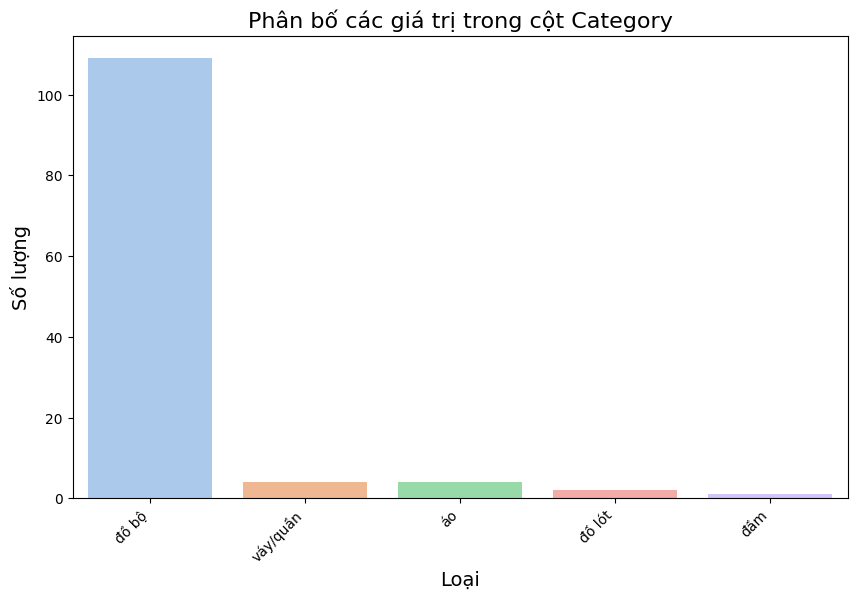 Phân bố các giá trị trong cột Category
Số lượng
100
80
60
40
20
0
đồ bộ
váy/quần
áo
đồ lót
đầm
Loại